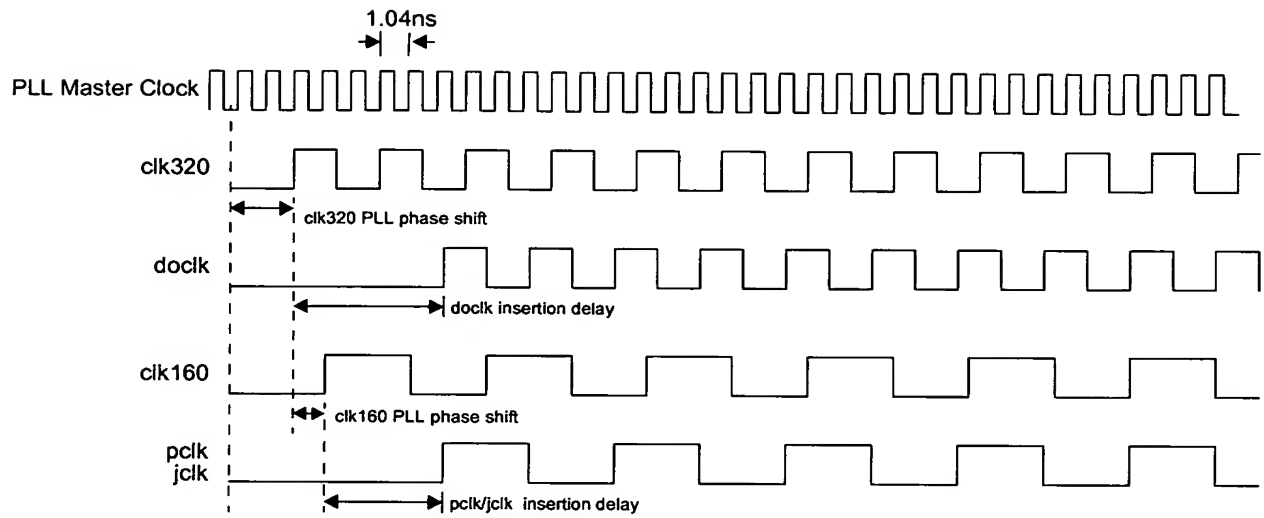 1.04ns
PLL Master Clock
clk320
clk320 PLL phase shift
doclk
doclk insertion delay
clk160
clk160 PLL phase shift
pclk
jclk
pclk/jclk insertion delay